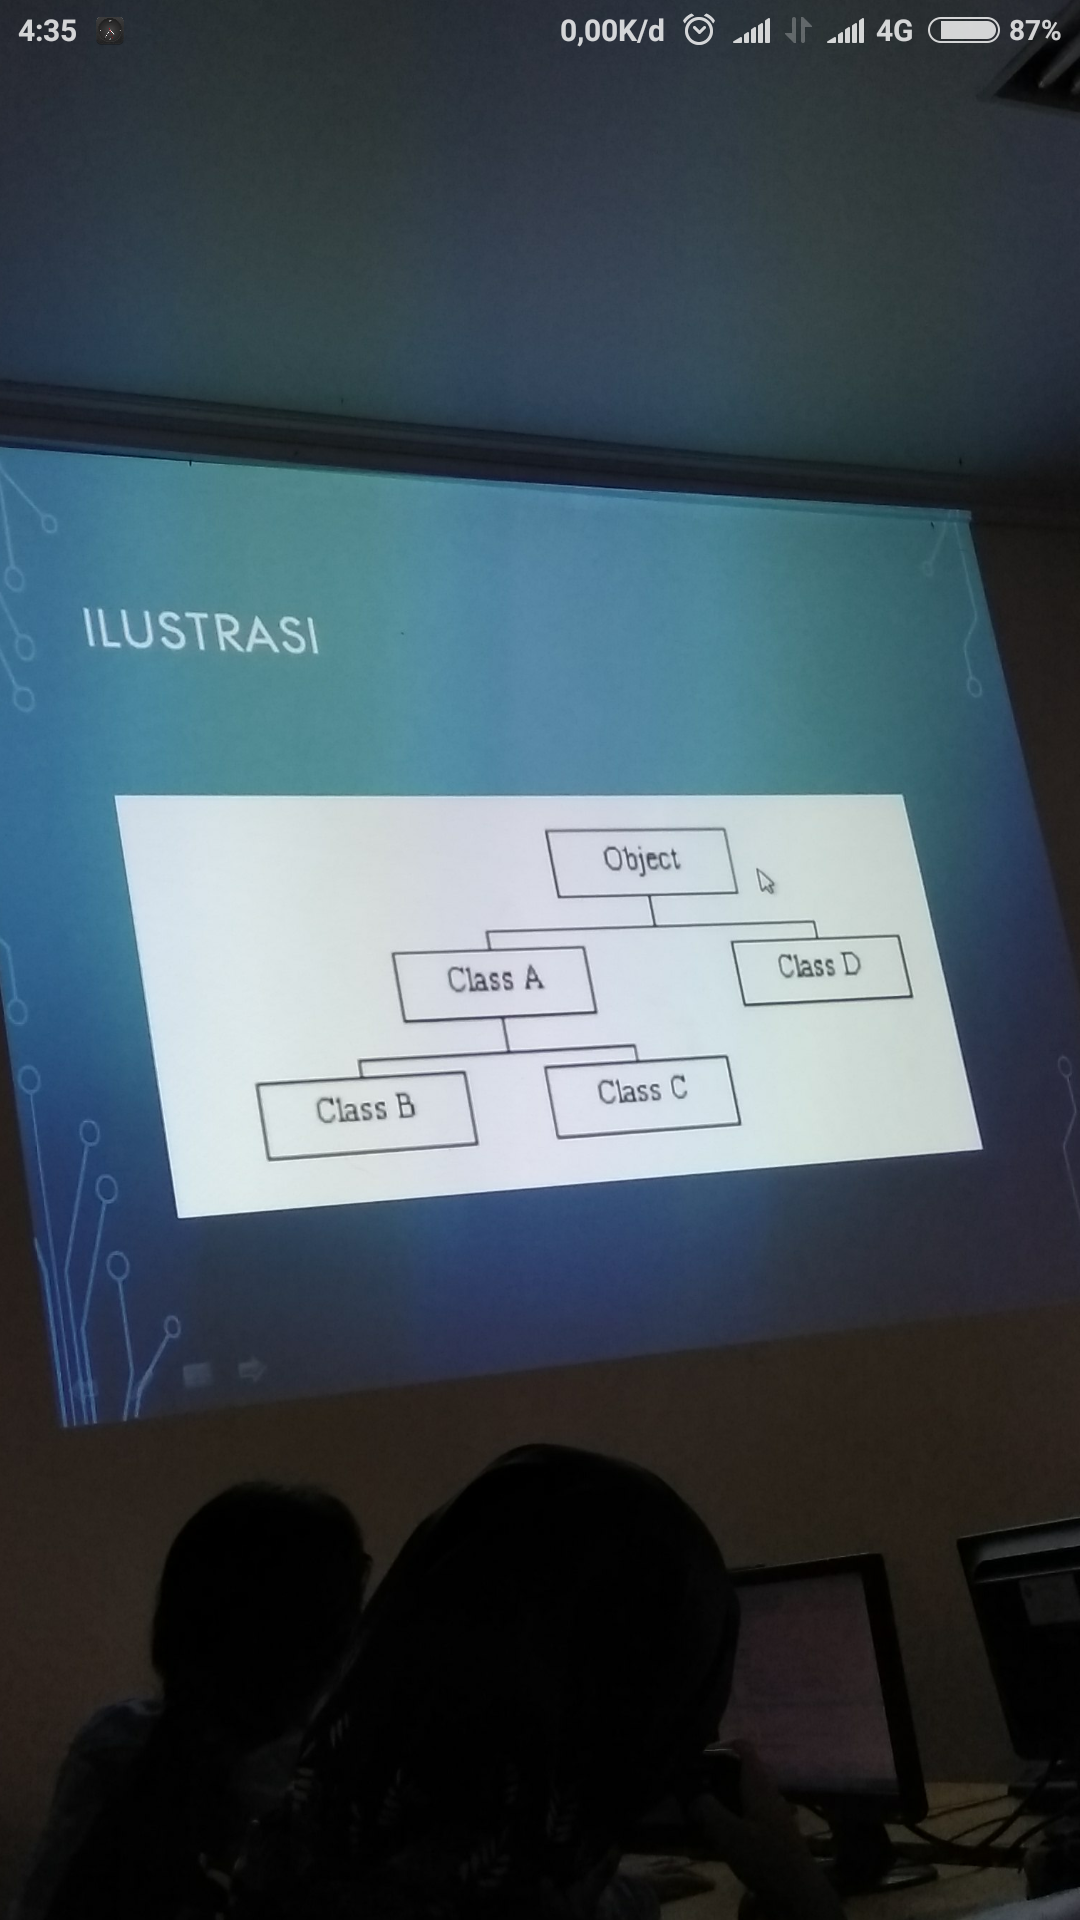 4:35 0,00K/d 4G 87%
ILUSTRASI
Object
Class A Class D
Class B Class C